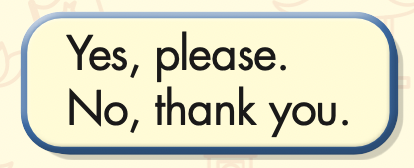 Yes, please.
No, thank you.